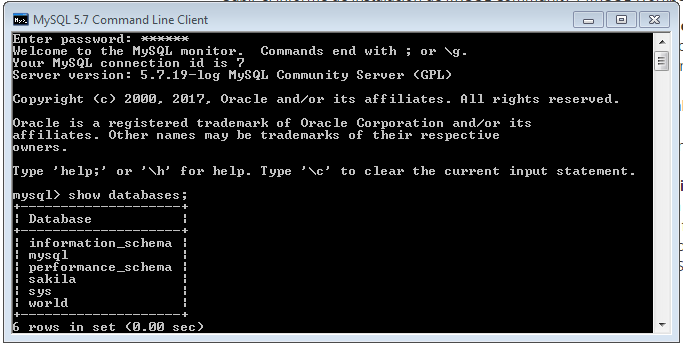 MySQL 5.7 Command Line Client
Enter password: ******
Welcome to the MySQL monitor.  Commands end with ; or \g.
Your MySQL connection id is 7
Server version: 5.7.19-log MySQL Community Server (GPL)

Copyright (c) 2000, 2017, Oracle and/or its affiliates. All rights reserved.

Oracle is a registered trademark of Oracle Corporation and/or its
affiliates. Other names may be trademarks of their respective
owners.

Type 'help;' or '\h' for help. Type '\c' to clear the current input statement.

mysql> show databases;
+--------------------+
| Database           |
+--------------------+
| information_schema |
| mysql              |
| performance_schema |
| sakila             |
| sys                |
| world              |
+--------------------+
6 rows in set (0.00 sec)